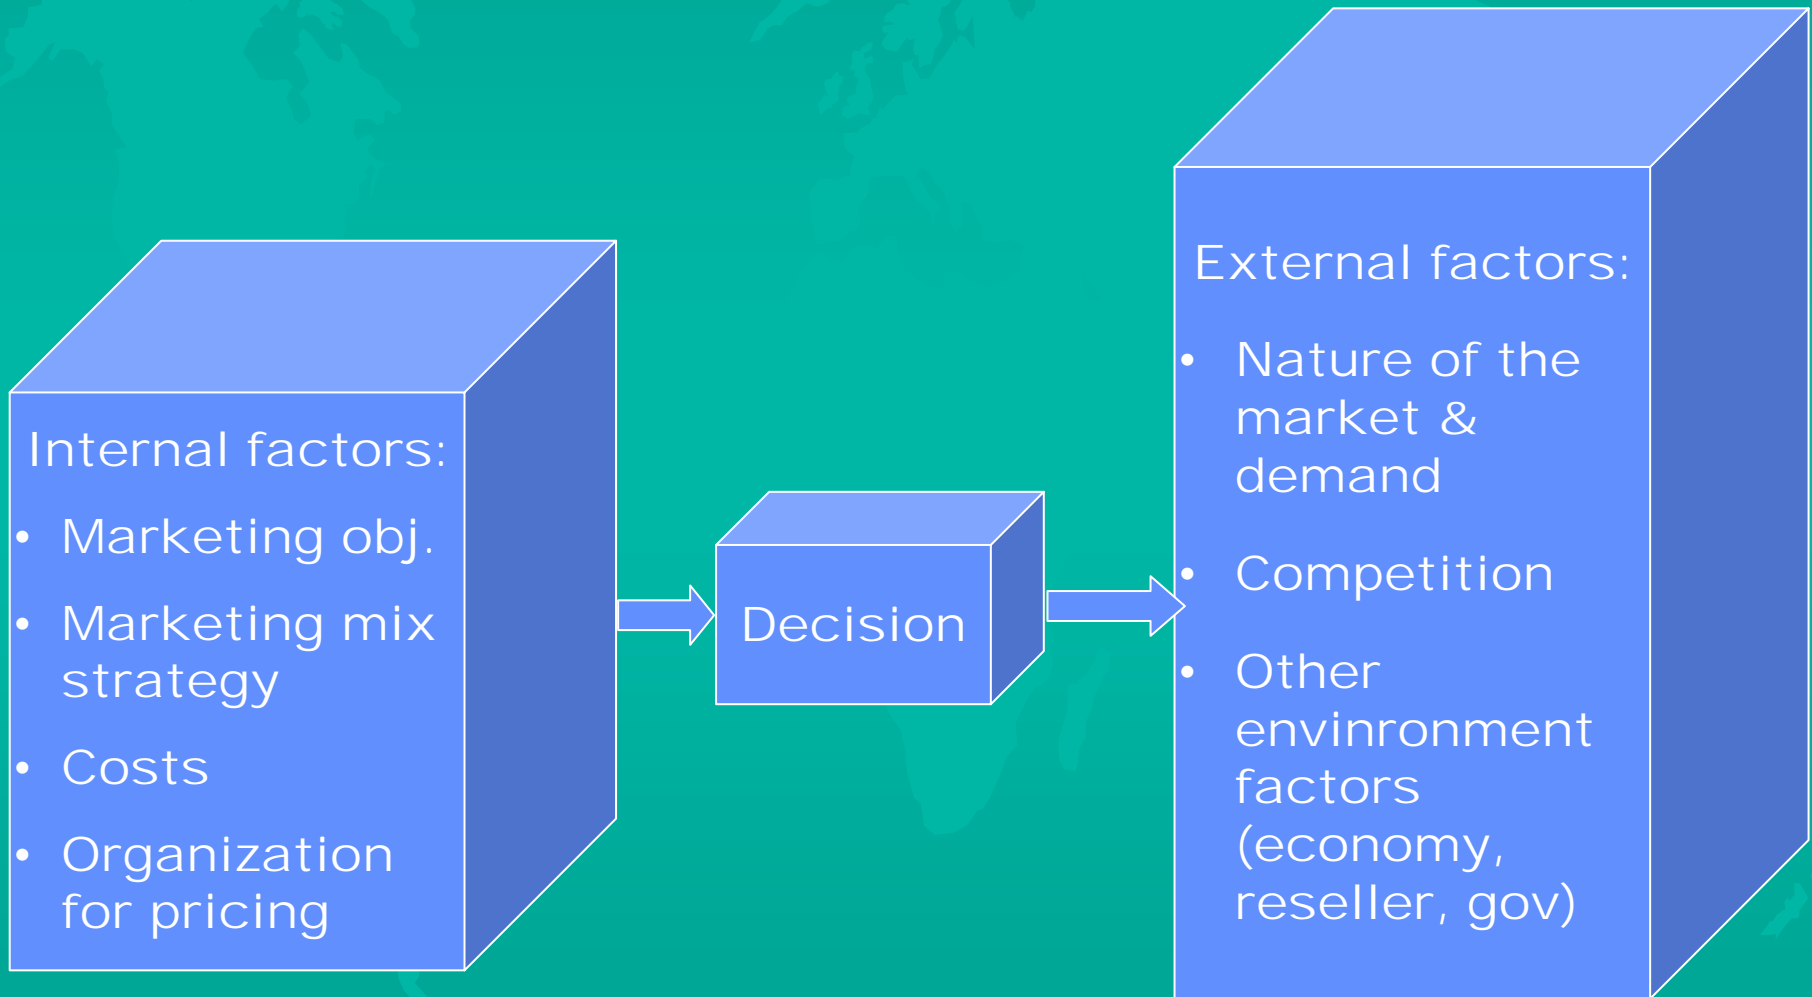 Internal factors:
• Marketing obj.
• Marketing mix
strategy
• Costs
• Organization
for pricing
Decision
External factors:
• Nature of the
market &
demand
• Competition
• Other
envinronment
factors
(economy,
reseller, gov)